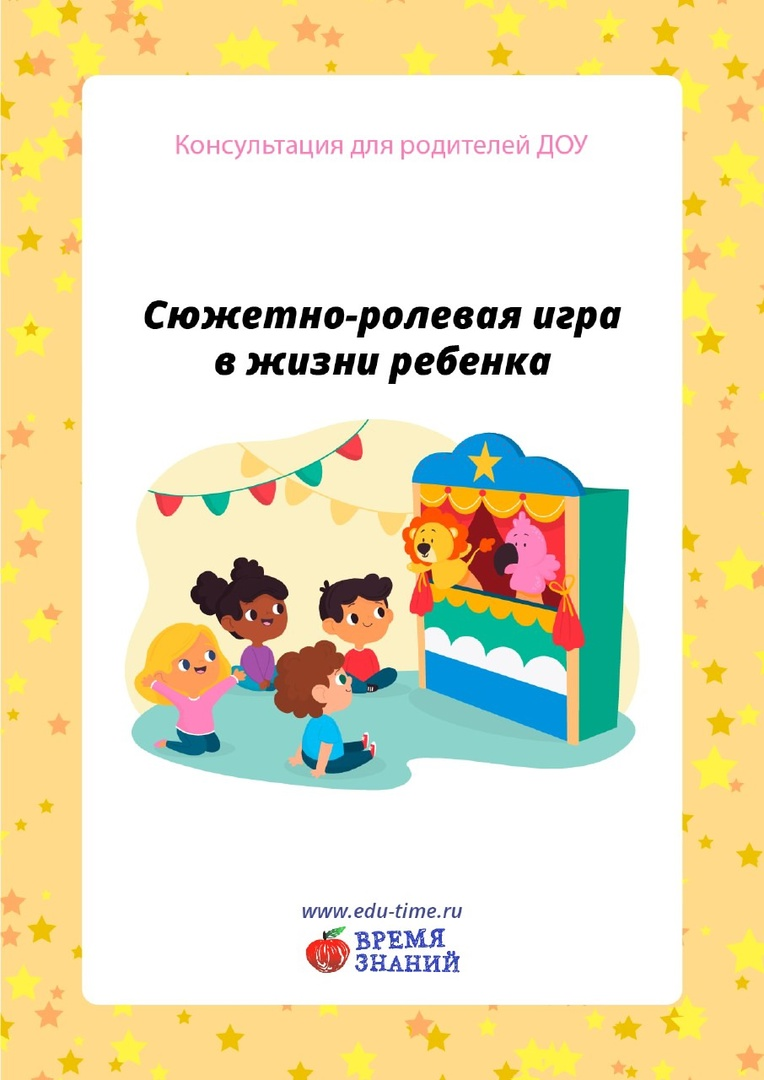 Консультация для родителей ДОУ
Сюжетно-ролевая игра
в жизни ребенка
www.edu-time.ru
ВРЕМЯ
ЗНАНИЙ